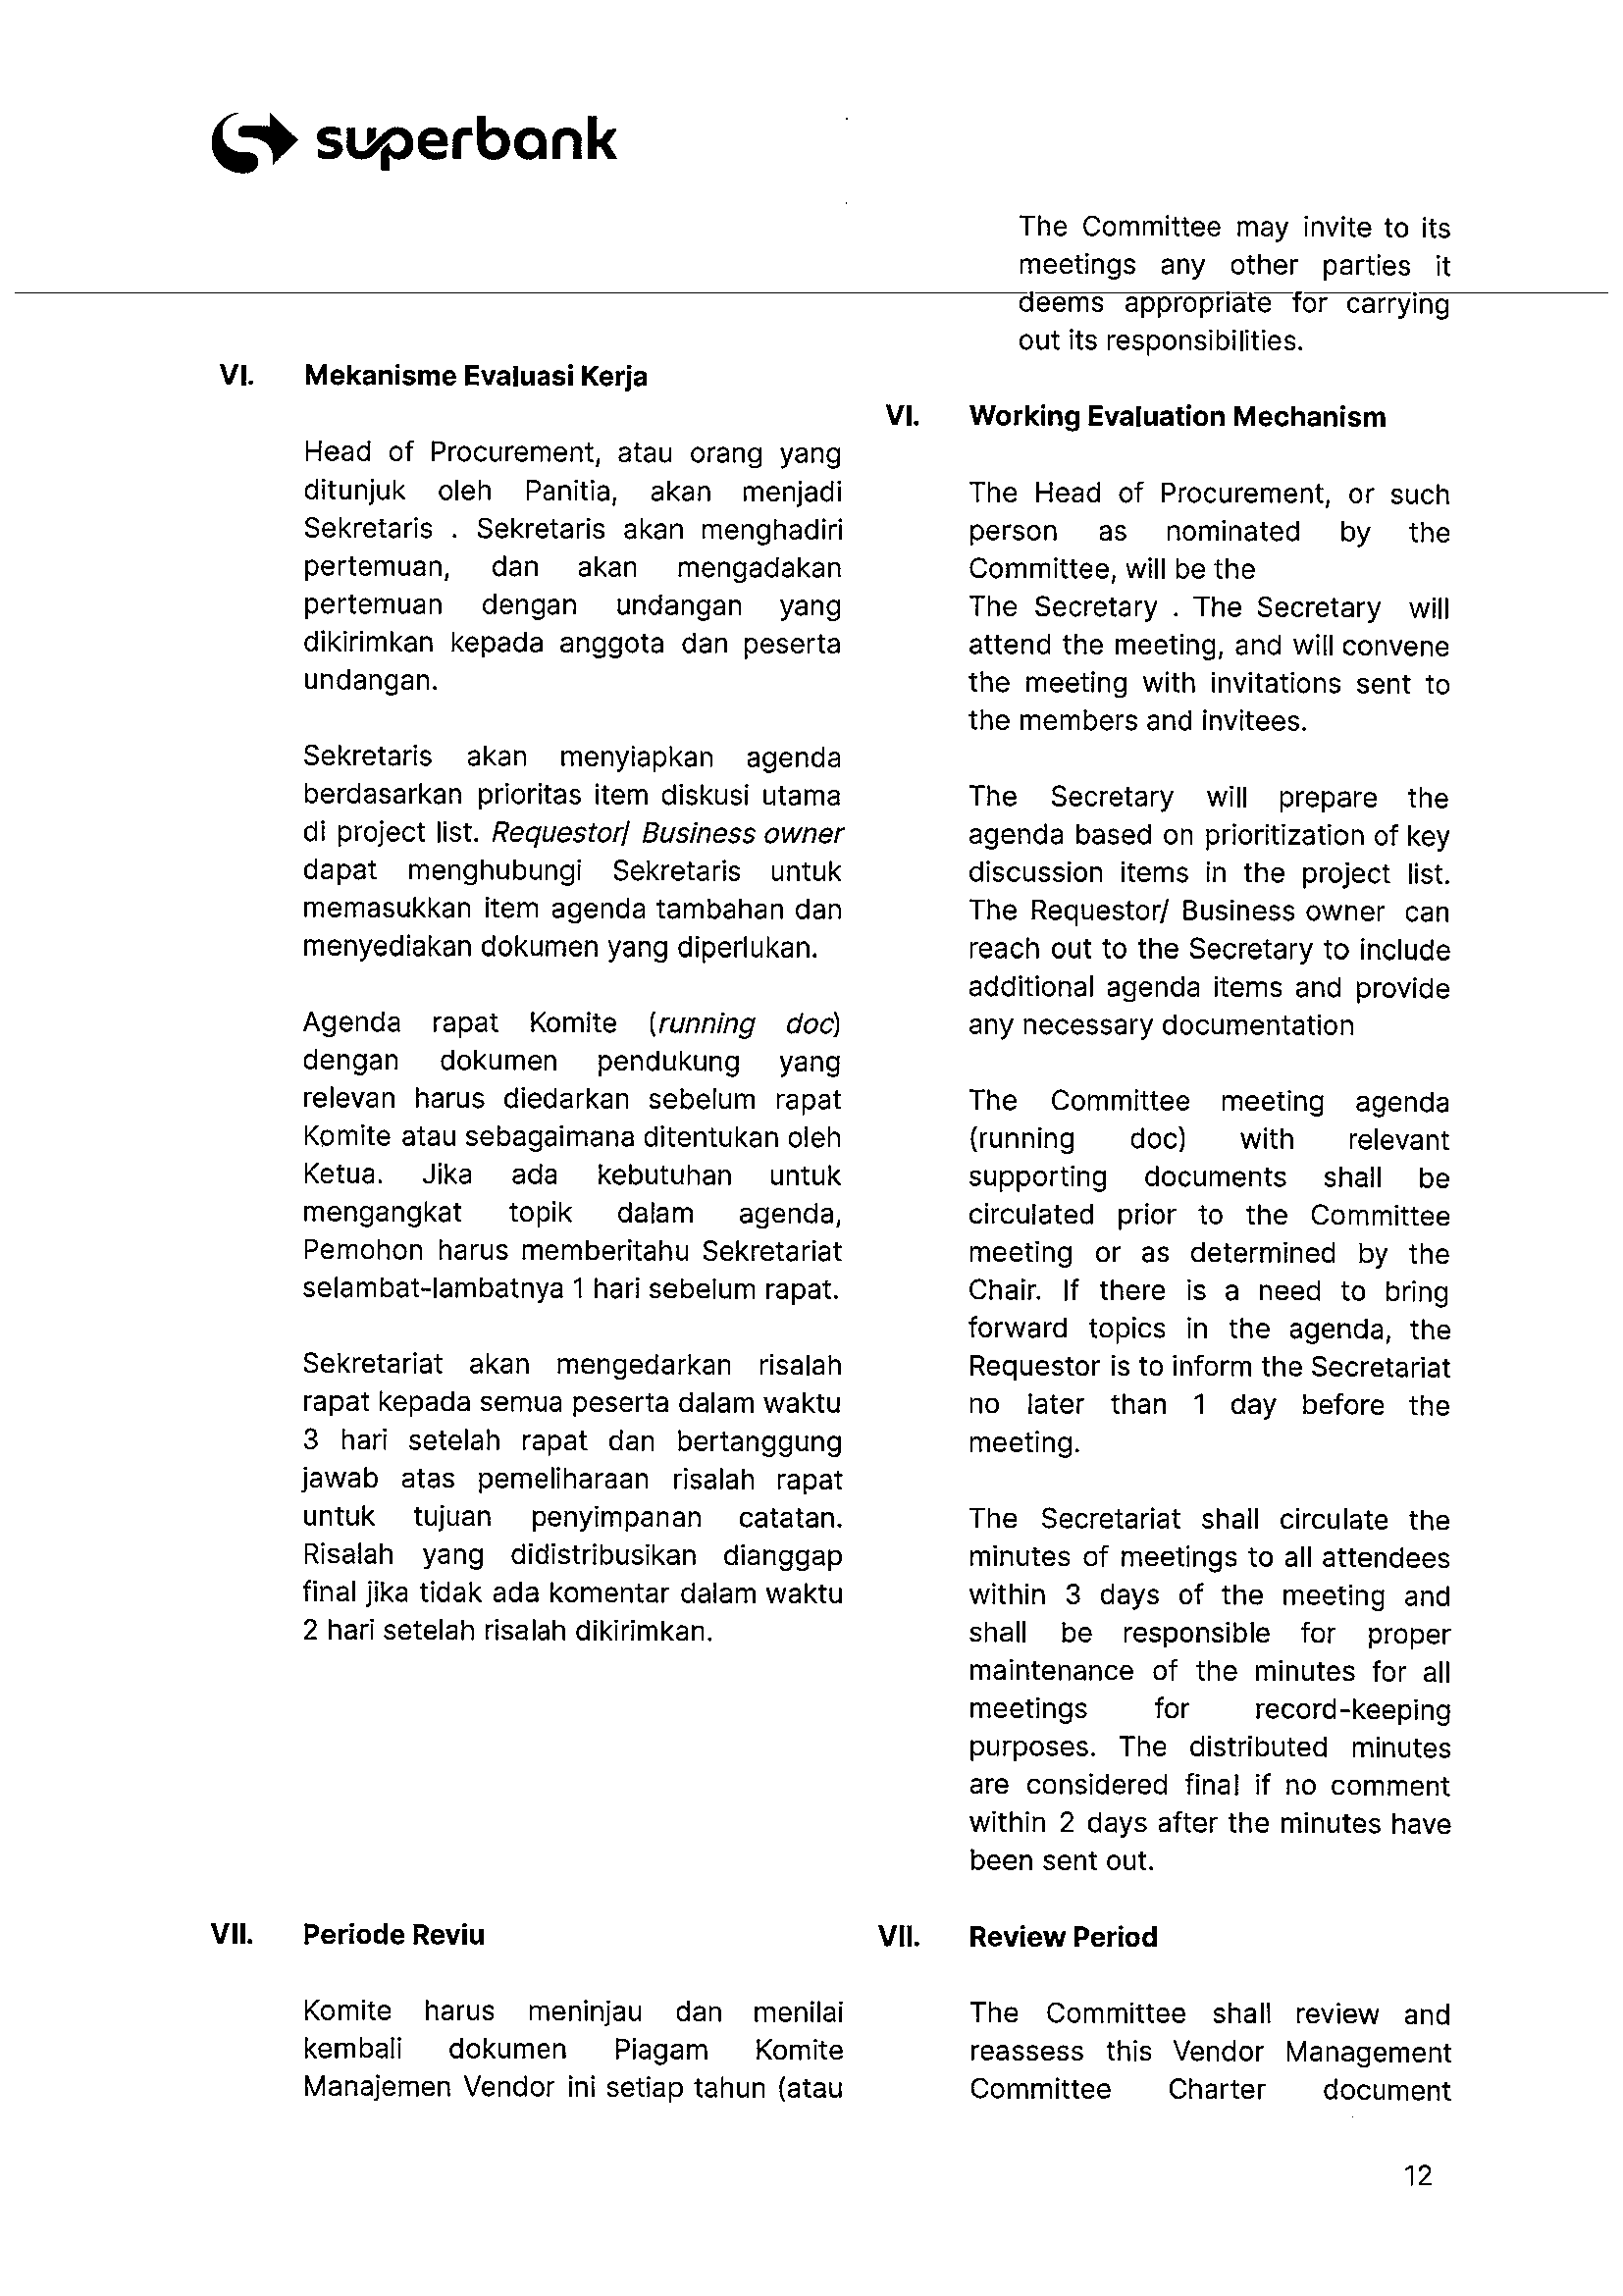 superbank
The Committee may invite to its
meetings any other parties it
deems appropriate for carrying
out its responsibilities.
VI. Mekanisme Evaluasi Kerja
Head of Procurement, atau orang yang
ditunjuk oleh Panitia, akan menjadi
Sekretaris . Sekretaris akan menghadiri
pertemuan, dan akan mengadakan
pertemuan dengan undangan yang
dikirimkan kepada anggota dan peserta
undangan.
Sekretaris akan menyiapkan agenda
berdasarkan prioritas item diskusi utama
di project list. Requestor/ Business owner
dapat menghubungi Sekretaris untuk
memasukkan item agenda tambahan dan
menyediakan dokumen yang diperlukan.
Agenda rapat Komite (running doc)
dengan dokumen pendukung yang
relevan harus diedarkan sebelum rapat
Komite atau sebagaimana ditentukan oleh
Ketua. Jika ada kebutuhan untuk
mengangkat topik dalam agenda,
Pemohon harus memberitahu Sekretariat
selambat-lambatnya 1 hari sebelum rapat.
Sekretariat akan mengedarkan risalah
rapat kepada semua peserta dalam waktu
3 hari setelah rapat dan bertanggung
jawab atas pemeliharaan risalah rapat
untuk tujuan penyimpanan catatan.
Risalah yang didistribusikan dianggap
final jika tidak ada komentar dalam waktu
2 hari setelah risalah dikirimkan.
VI. Working Evaluation Mechanism
The Head of Procurement, or such
person as nominated by the
Committee, will be the
The Secretary . The Secretary will
attend the meeting, and will convene
the meeting with invitations sent to
the members and invitees.
The Secretary will prepare the
agenda based on prioritization of key
discussion items in the project list.
The Requestor/ Business owner can
reach out to the Secretary to include
additional agenda items and provide
any necessary documentation
The Committee meeting agenda
(running doc) with relevant
supporting documents shall be
circulated prior to the Committee
meeting or as determined by the
Chair. If there is a need to bring
forward topics in the agenda, the
Requestor is to inform the Secretariat
no later than 1 day before the
meeting.
The Secretariat shall circulate the
minutes of meetings to all attendees
within 3 days of the meeting and
shall be responsible for proper
maintenance of the minutes for all
meetings for record-keeping
purposes. The distributed minutes
are considered final if no comment
within 2 days after the minutes have
been sent out.
VII. Periode Reviu
Komite harus meninjau dan menilai
kembali dokumen Piagam Komite
Manajemen Vendor ini setiap tahun (atau
VII. Review Period
The Committee shall review and
reassess this Vendor Management
Committee Charter document
12